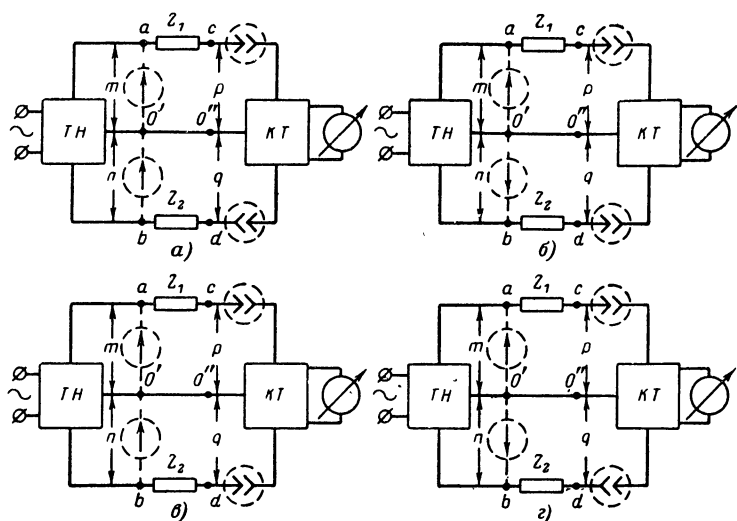 a Z₁ c
m p
O' O"
ТН КТ
~
n q
Z₂
b d
а)
a Z₁ c
m p
O' O"
ТН КТ
~
n q
Z₂
b d
б)
a Z₁ c
m p
O' O"
ТН КТ
~
n q
Z₂
b d
в)
a Z₁ c
m p
O' O"
ТН КТ
~
n q
Z₂
b d
г)